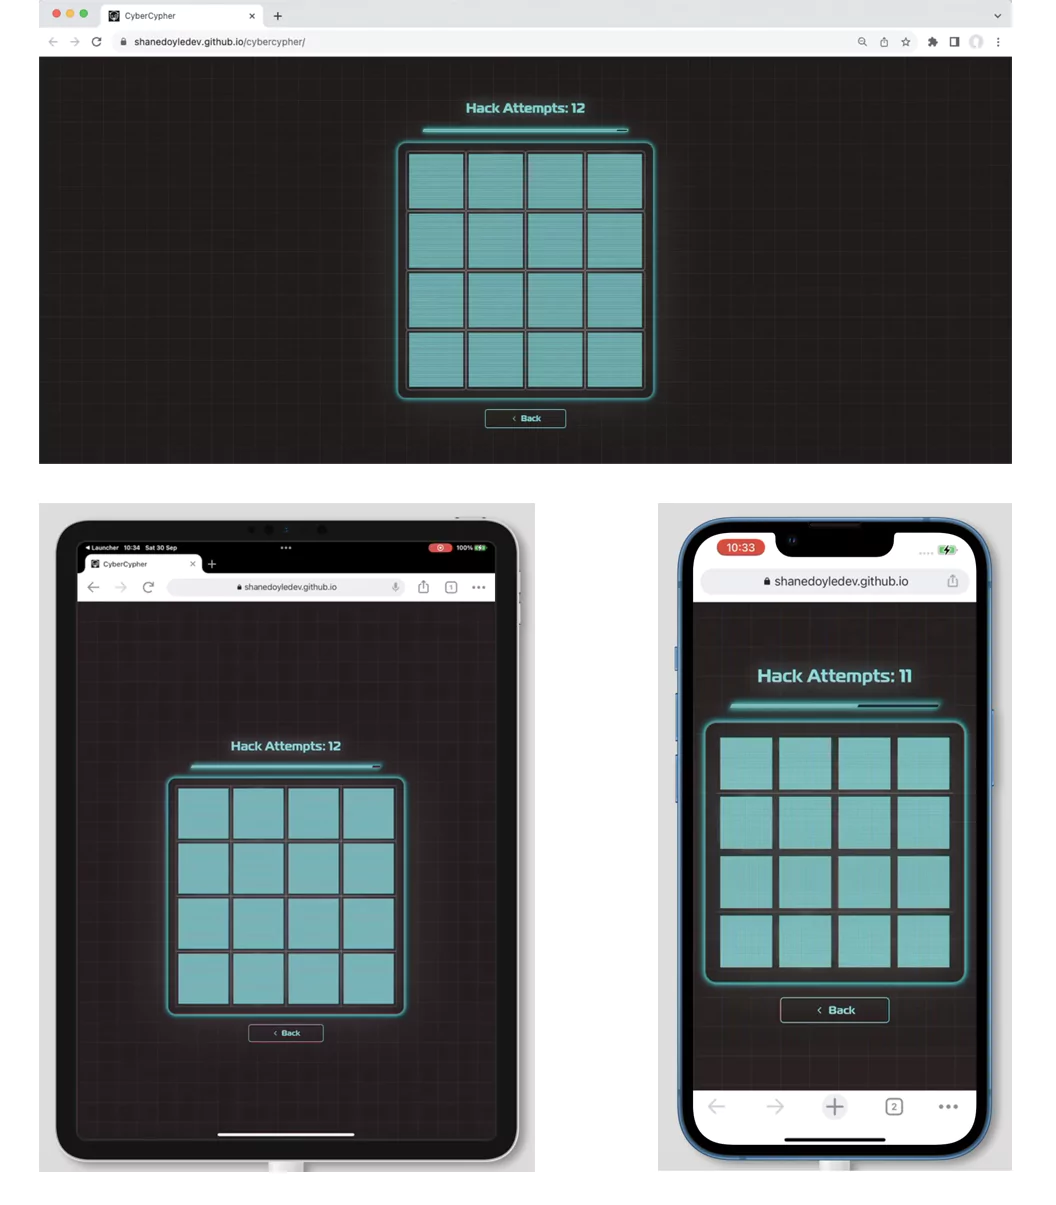 CyberCypher
shanedoyledev.github.io/cybercypher/
Hack Attempts: 12
< Back
Launcher 10:34 Sat 30 Sep
100%
CyberCypher
shanedoyledev.github.io
1
Hack Attempts: 12
< Back
10:33
shanedoyledev.github.io
Hack Attempts: 11
< Back
2